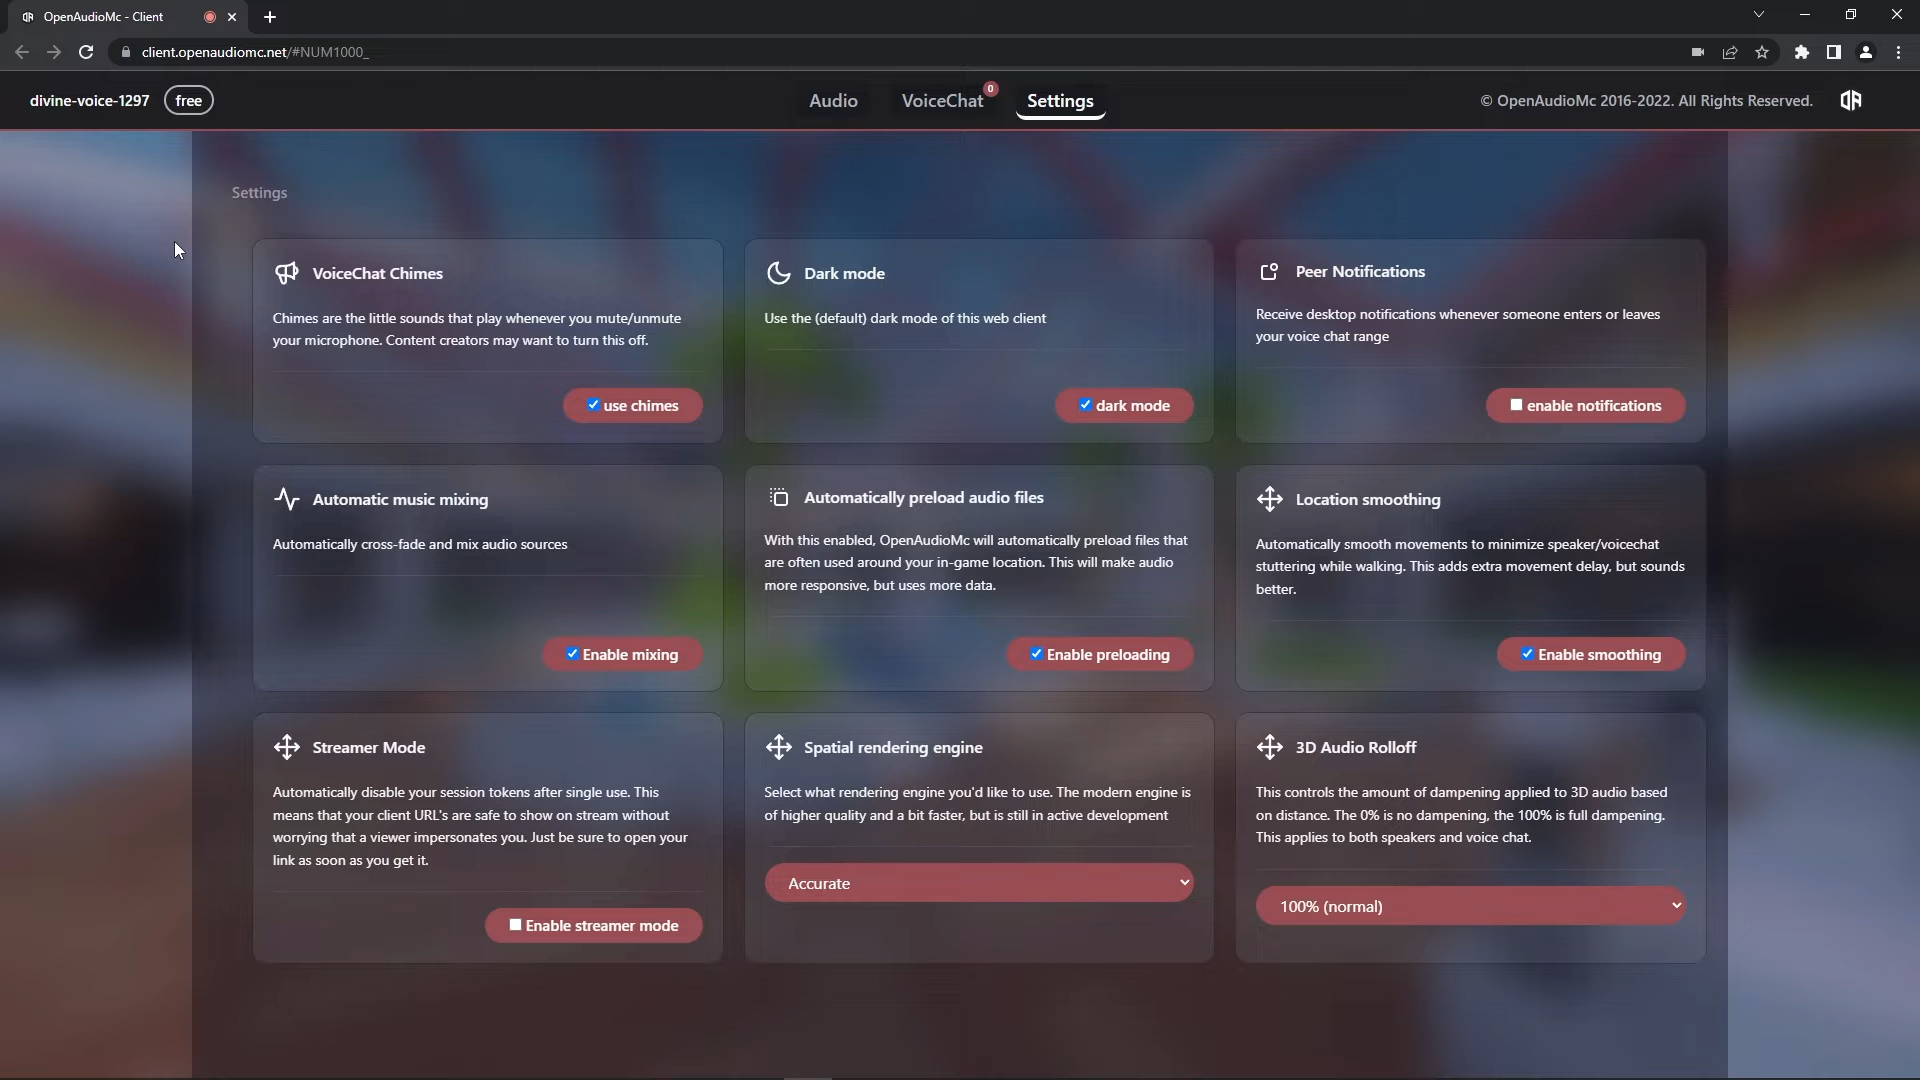 OpenAudioMc - Client
client.openaudiomc.net/#NUM1000_
divine-voice-1297 free
Audio
VoiceChat 0
Settings
© OpenAudioMc 2016-2022. All Rights Reserved.
Settings
VoiceChat Chimes
Chimes are the little sounds that play whenever you mute/unmute
your microphone. Content creators may want to turn this off.
use chimes
Dark mode
Use the (default) dark mode of this web client
dark mode
Peer Notifications
Receive desktop notifications whenever someone enters or leaves
your voice chat range
enable notifications
Automatic music mixing
Automatically cross-fade and mix audio sources
Enable mixing
Automatically preload audio files
With this enabled, OpenAudioMc will automatically preload files that
are often used around your in-game location. This will make audio
more responsive, but uses more data.
Enable preloading
Location smoothing
Automatically smooth movements to minimize speaker/voicechat
stuttering while walking. This adds extra movement delay, but sounds
better.
Enable smoothing
Streamer Mode
Automatically disable your session tokens after single use. This
means that your client URL's are safe to show on stream without
worrying that a viewer impersonates you. Just be sure to open your
link as soon as you get it.
Enable streamer mode
Spatial rendering engine
Select what rendering engine you'd like to use. The modern engine is
of higher quality and a bit faster, but is still in active development
Accurate
3D Audio Rolloff
This controls the amount of dampening applied to 3D audio based
on distance. The 0% is no dampening, the 100% is full dampening.
This applies to both speakers and voice chat.
100% (normal)